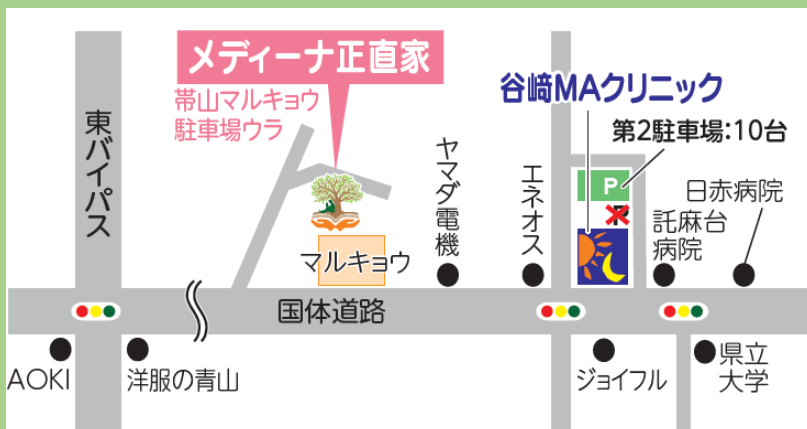 メディーナ正直家
帯山マルキョウ
駐車場ウラ
谷﨑MAクリニック
第2駐車場:10台
東バイパス
ヤマダ電機
エネオス
P
P
日赤病院
託麻台
病院
マルキョウ
国体道路
AOKI
洋服の青山
ジョイフル
県立
大学